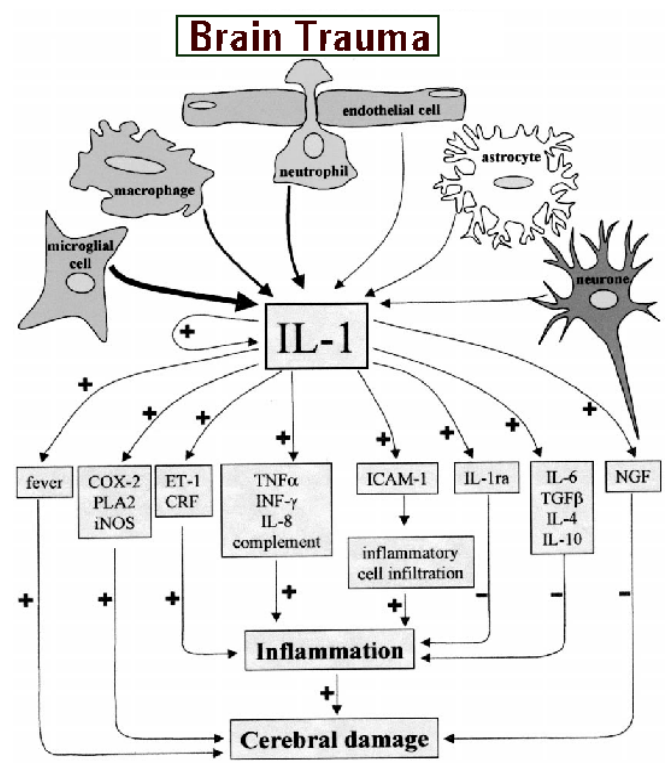 Brain Trauma
endothelial cell
neutrophil
astrocyte
macrophage
microglial
cell
neurone
+
IL-1
+
+
+
+
+
+
+
+
fever
COX-2
PLA2
iNOS
ET-1
CRF
TNFα
INF-γ
IL-8
complement
ICAM-1
IL-1ra
IL-6
TGFβ
IL-4
IL-10
NGF
inflammatory
cell infiltration
+
+
+
+
+
-
-
-
Inflammation
+
Cerebral damage